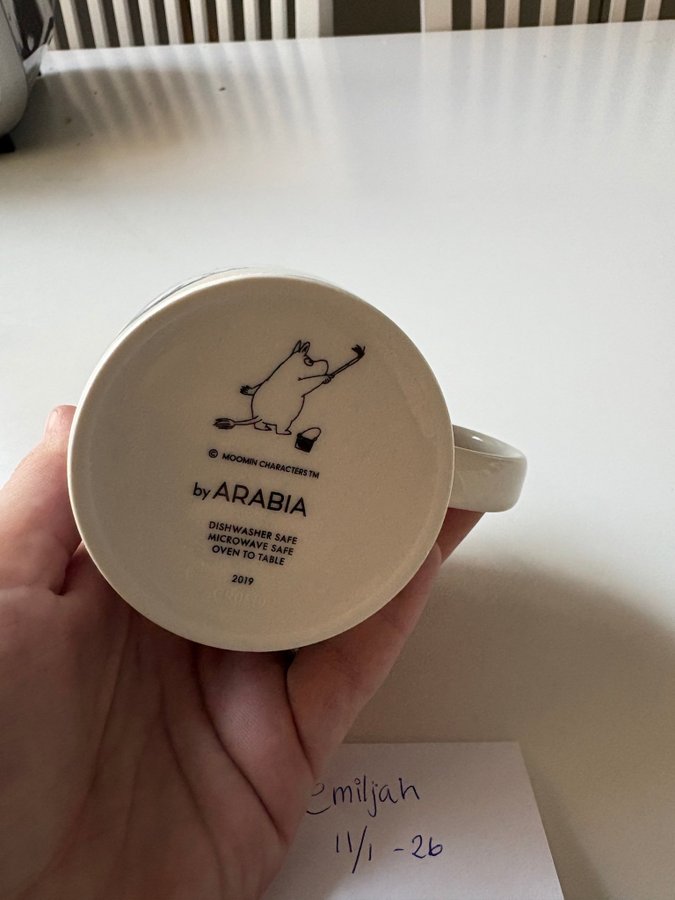 © MOOMIN CHARACTERS TM
by ARABIA
DISHWASHER SAFE
MICROWAVE SAFE
OVEN TO TABLE
2019
emiljah
11/1 - 26